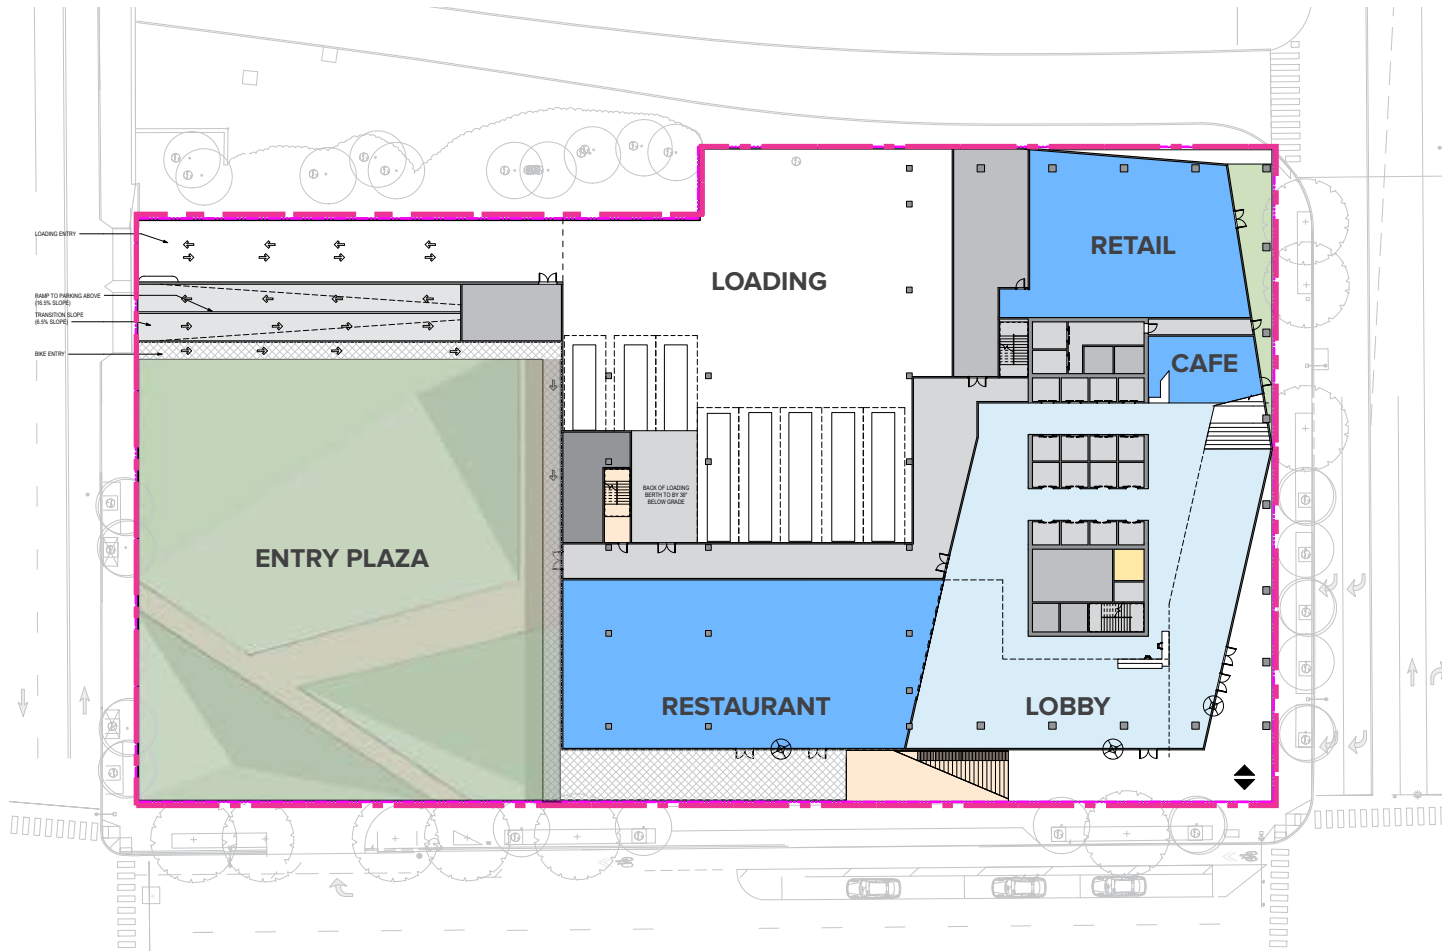 LOADING ENTRY
RAMP TO PARKING ABOVE
(16.5% SLOPE)
TRANSITION SLOPE
(6.5% SLOPE)
BIKE ENTRY
LOADING
RETAIL
CAFE
BACK OF LOADING
BERTH TO BY 36"
BELOW GRADE
ENTRY PLAZA
RESTAURANT
LOBBY